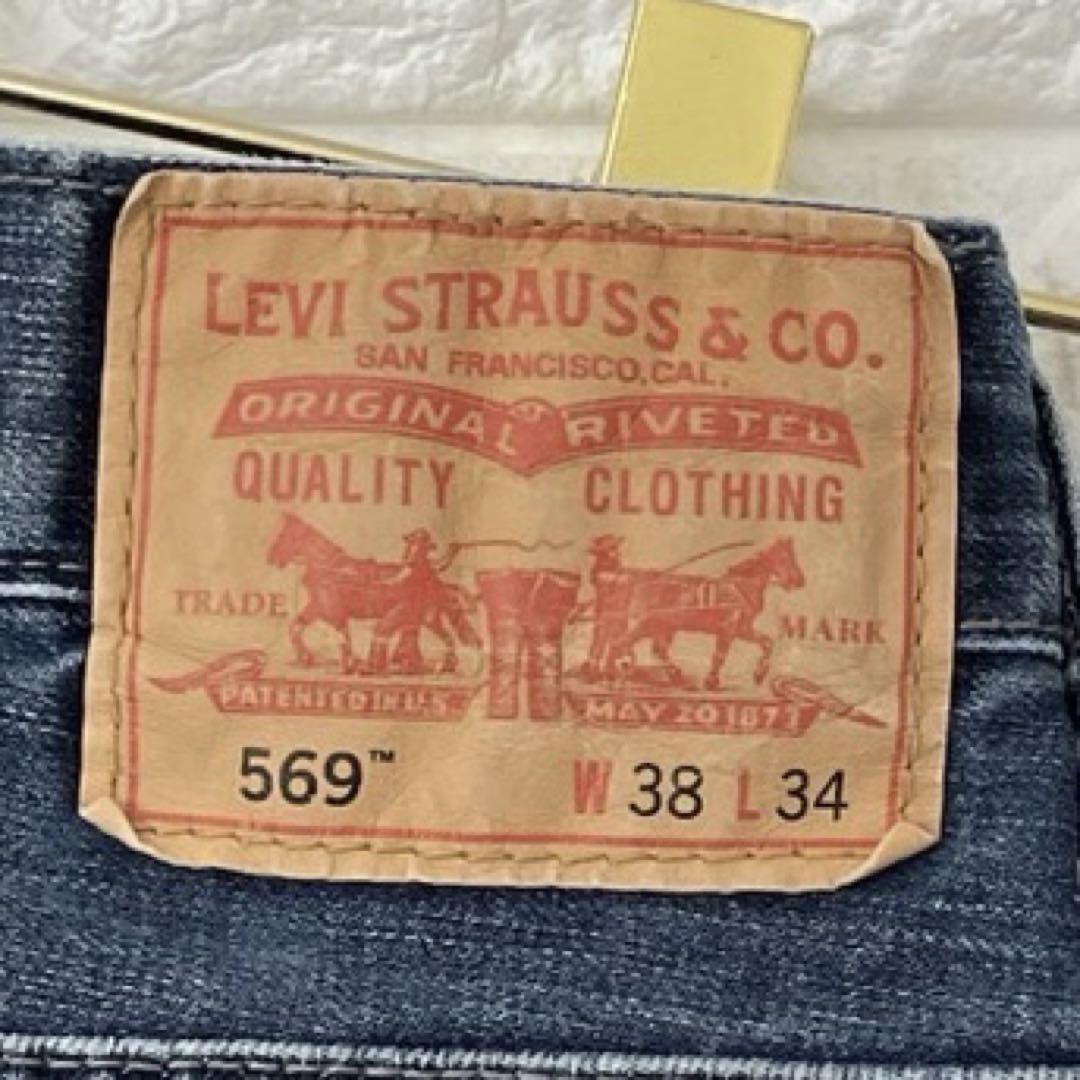 LEVI STRAUSS & CO.
SAN FRANCISCO, CAL.
ORIGINAL RIVETED
QUALITY CLOTHING
TRADE MARK
PATENTED IN U.S. MAY 20 1873
569™ W 38 L 34